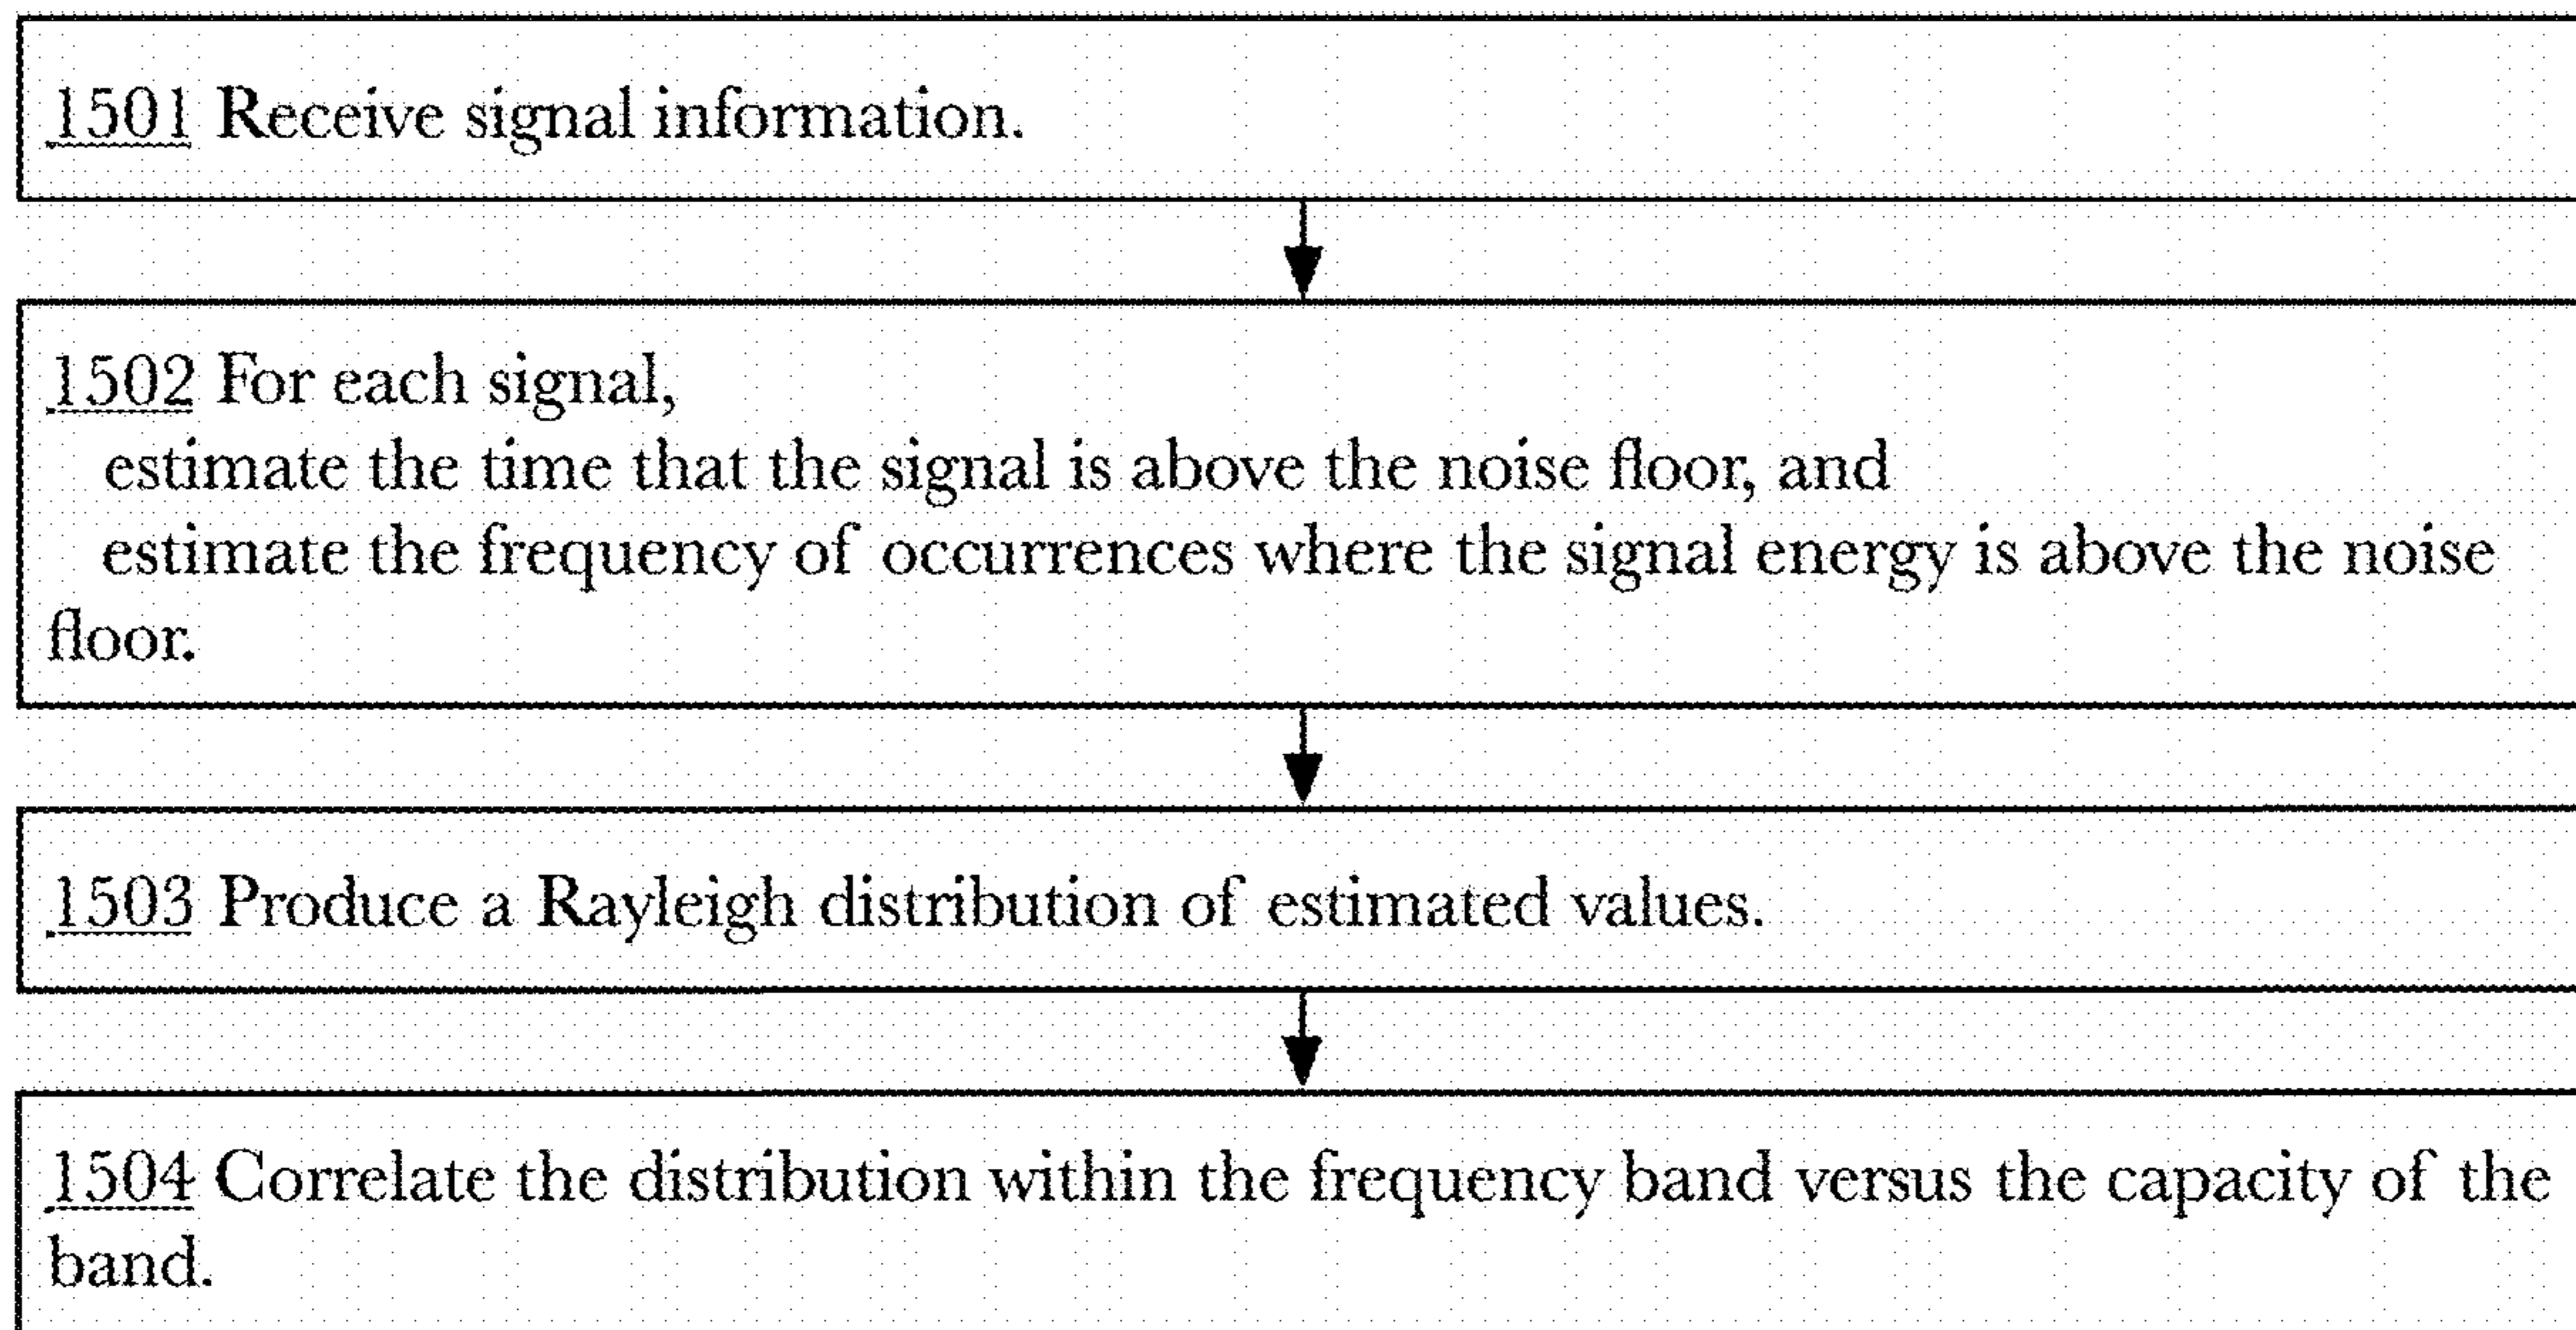 1501 Receive signal information.
1502 For each signal,
estimate the time that the signal is above the noise floor, and
estimate the frequency of occurrences where the signal energy is above the noise
floor.
1503 Produce a Rayleigh distribution of estimated values.
1504 Correlate the distribution within the frequency band versus the capacity of the
band.